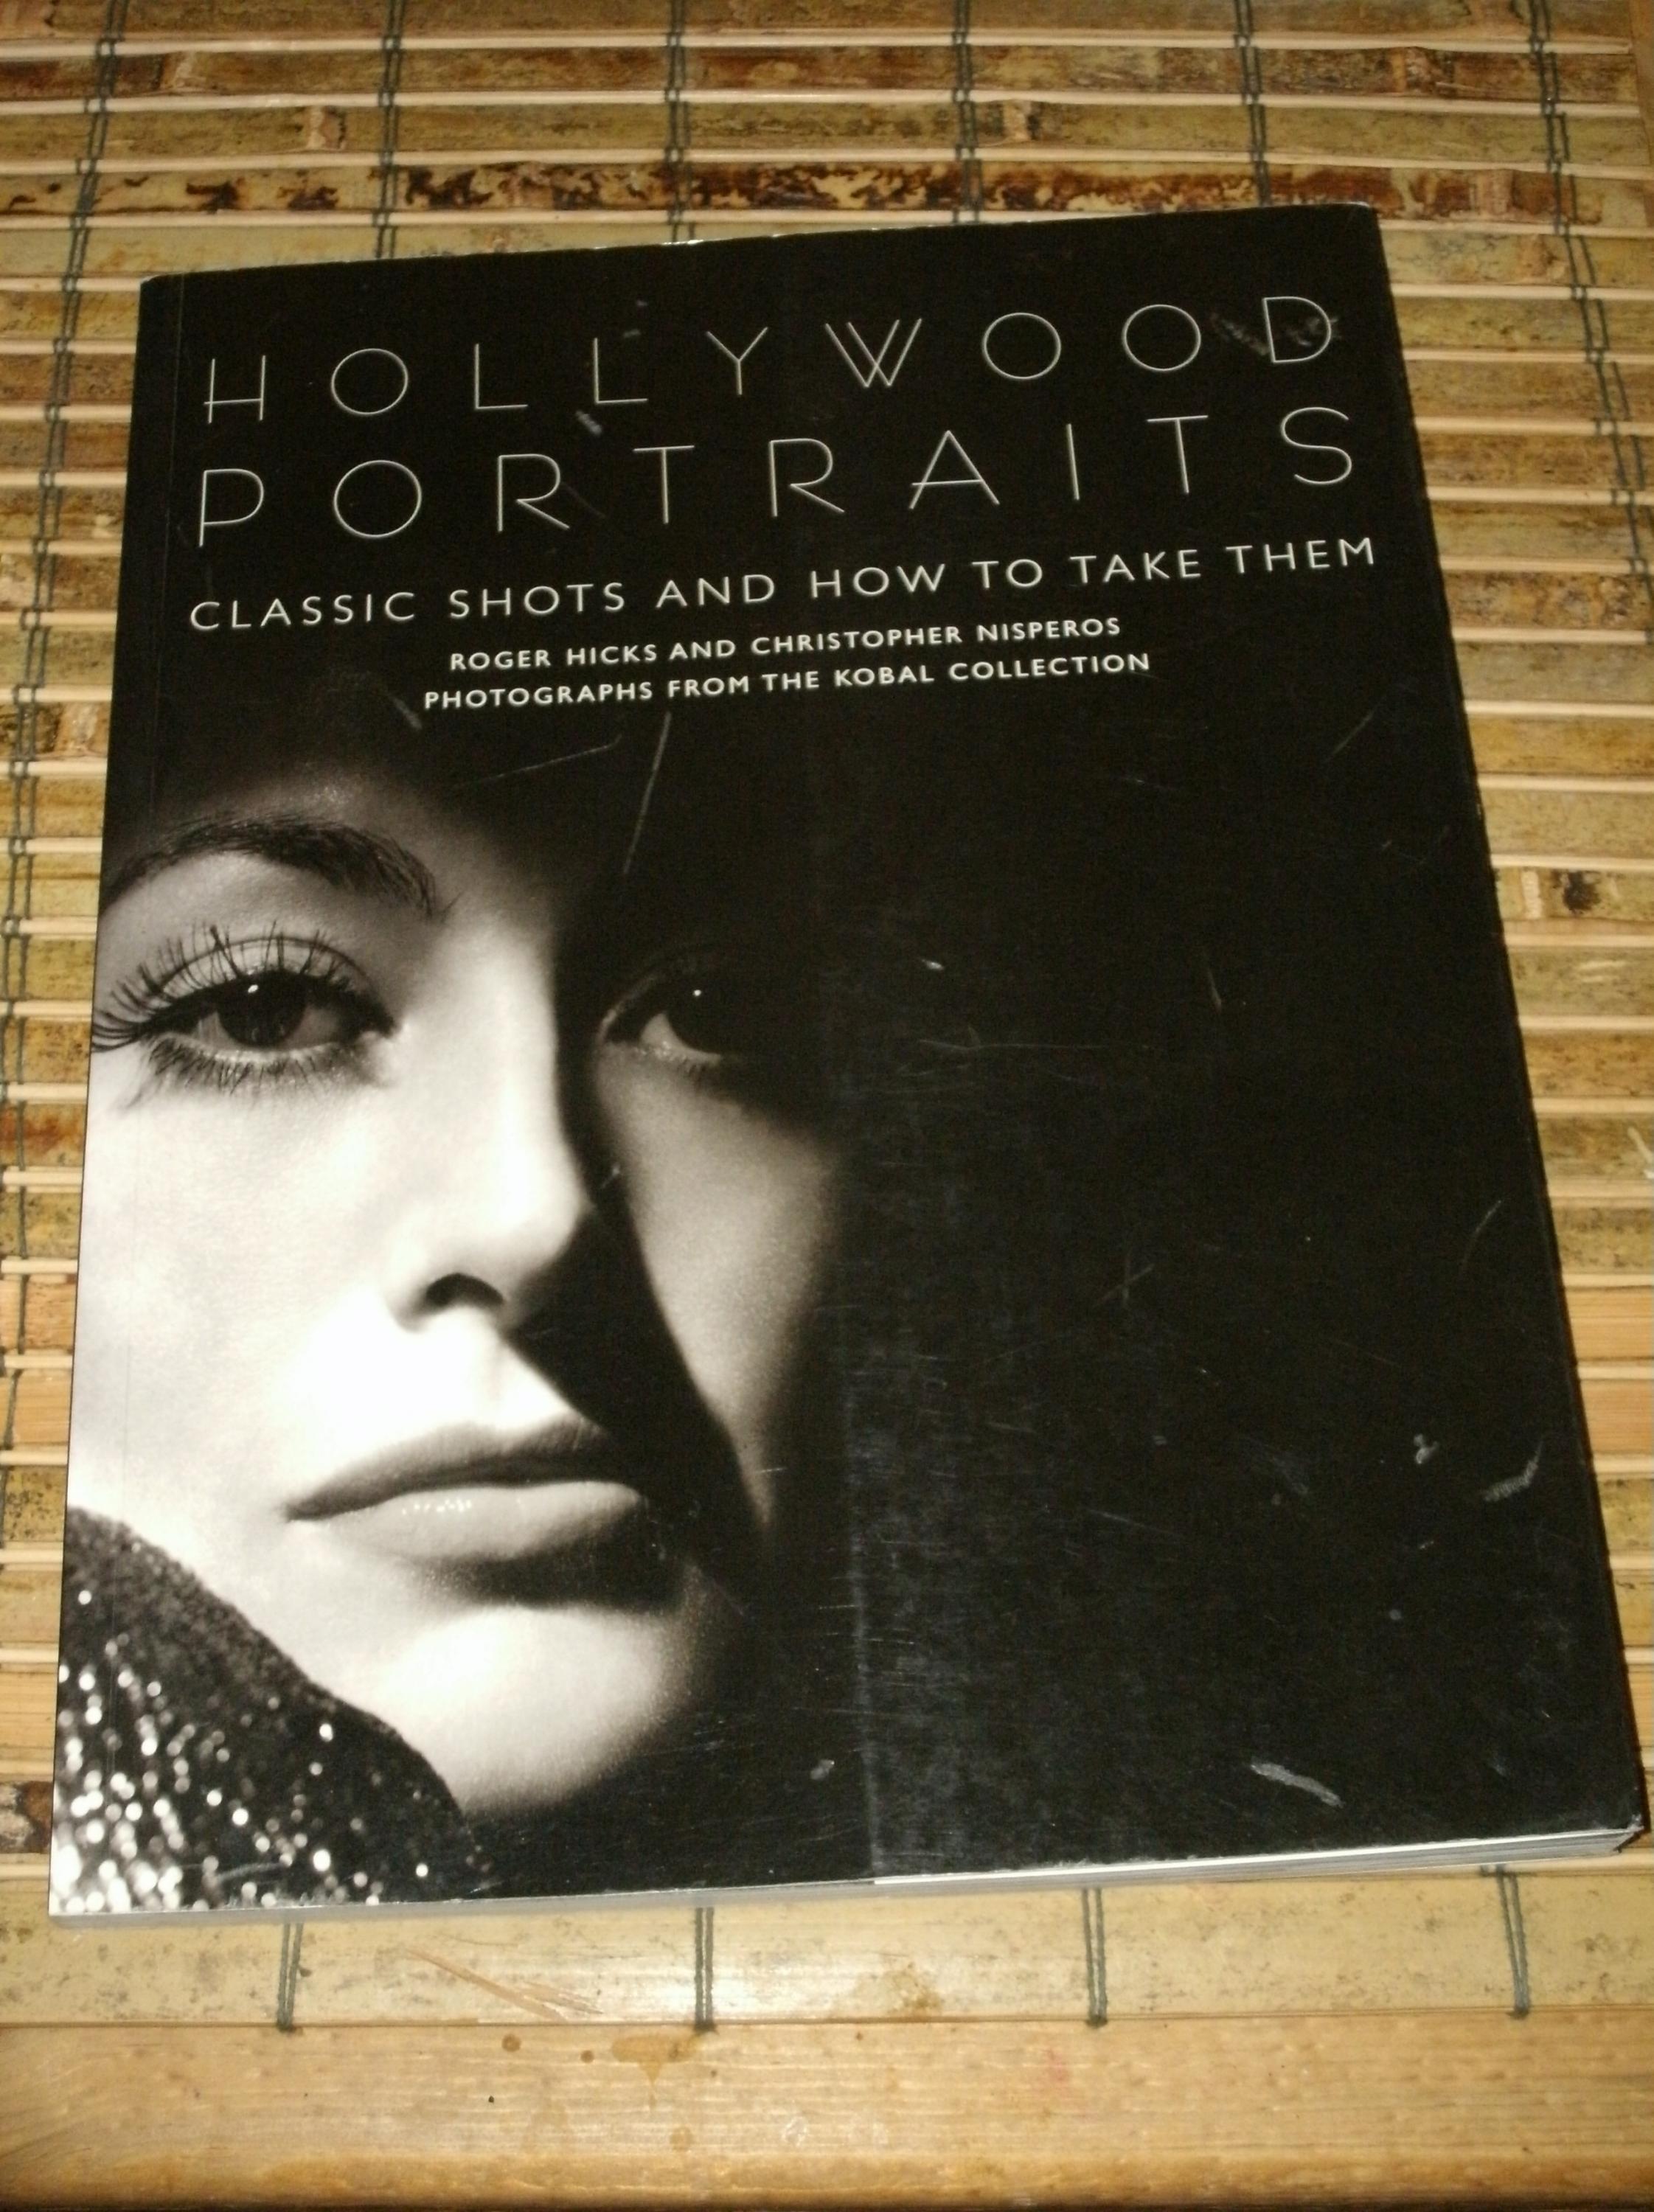 HOLLYWOOD
PORTRAITS
CLASSIC SHOTS AND HOW TO TAKE THEM
ROGER HICKS AND CHRISTOPHER NISPEROS
PHOTOGRAPHS FROM THE KOBAL COLLECTION